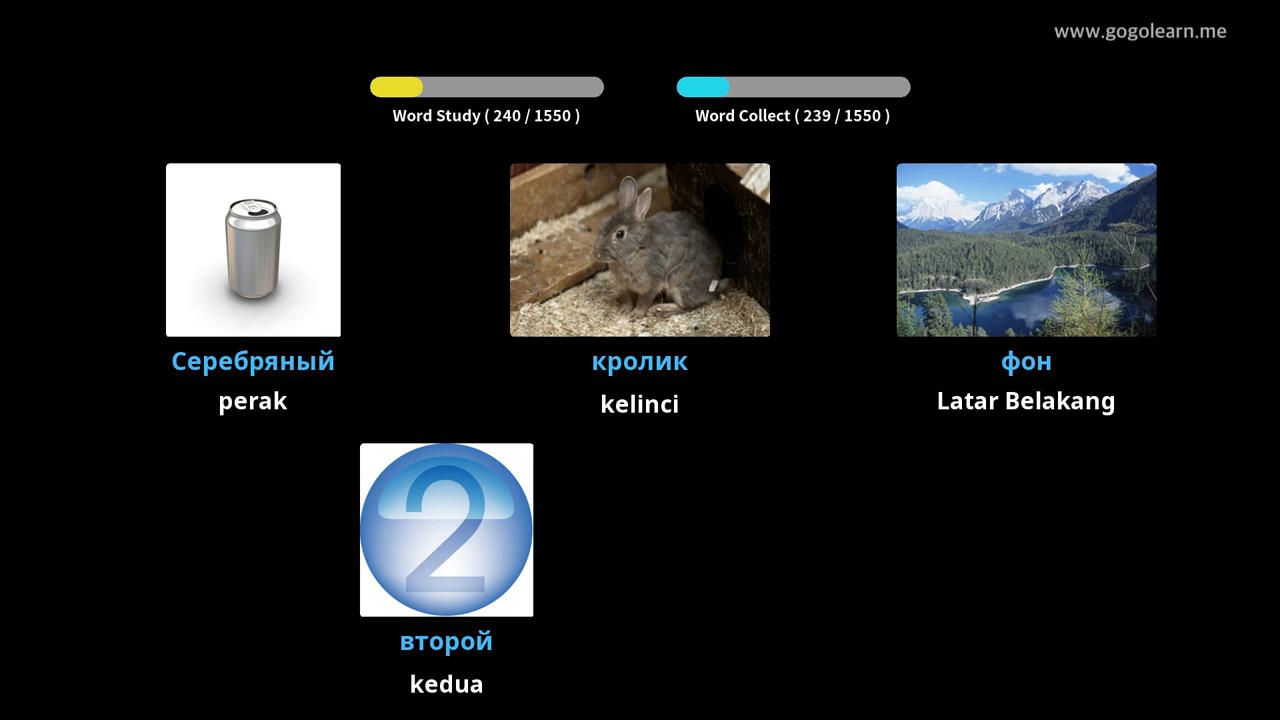 www.gogolearn.me
Word Study ( 240 / 1550 )
Word Collect ( 239 / 1550 )
Серебряный
perak
кролик
kelinci
фон
Latar Belakang
2
второй
kedua